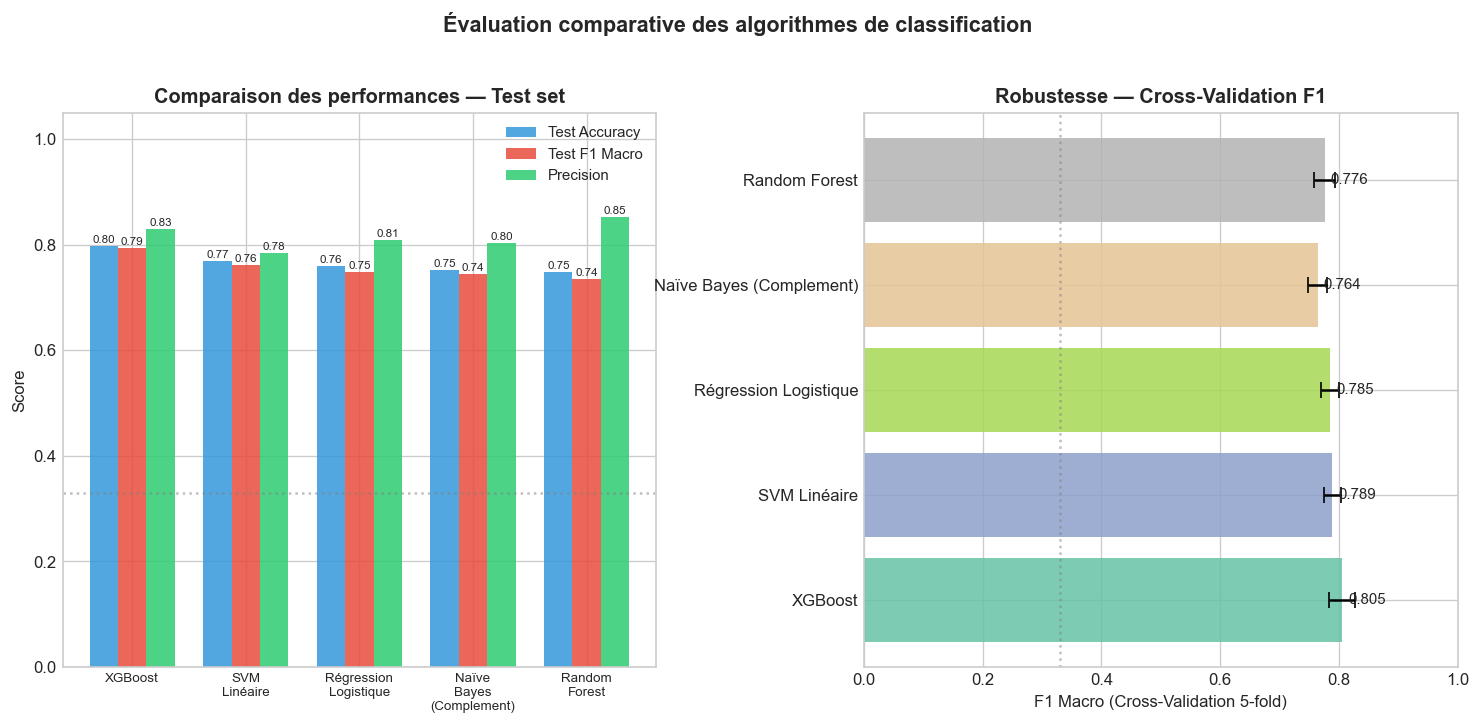 Évaluation comparative des algorithmes de classification
Comparaison des performances — Test set
Test Accuracy
Test F1 Macro
Precision
Score
1.0
0.8
0.6
0.4
0.2
0.0
0.80 0.79 0.83
0.77 0.76 0.78
0.76 0.75 0.81
0.75 0.74 0.80
0.75 0.74 0.85
XGBoost
SVM
Linéaire
Régression
Logistique
Naïve
Bayes
(Complement)
Random
Forest
Robustesse — Cross-Validation F1
Random Forest 0.776
Naïve Bayes (Complement) 0.764
Régression Logistique 0.785
SVM Linéaire 0.789
XGBoost 0.805
0.0 0.2 0.4 0.6 0.8 1.0
F1 Macro (Cross-Validation 5-fold)